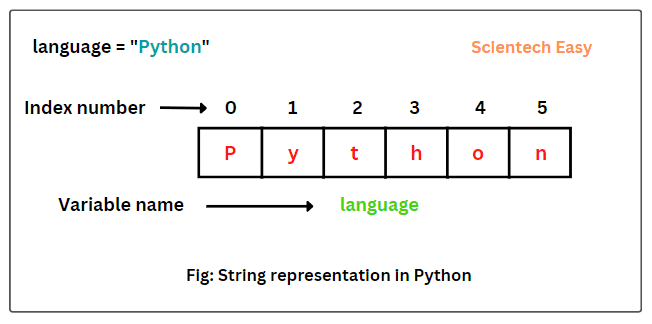 language = "Python"
Scientech Easy
Index number 0 1 2 3 4 5
P y t h o n
Variable name language
Fig: String representation in Python